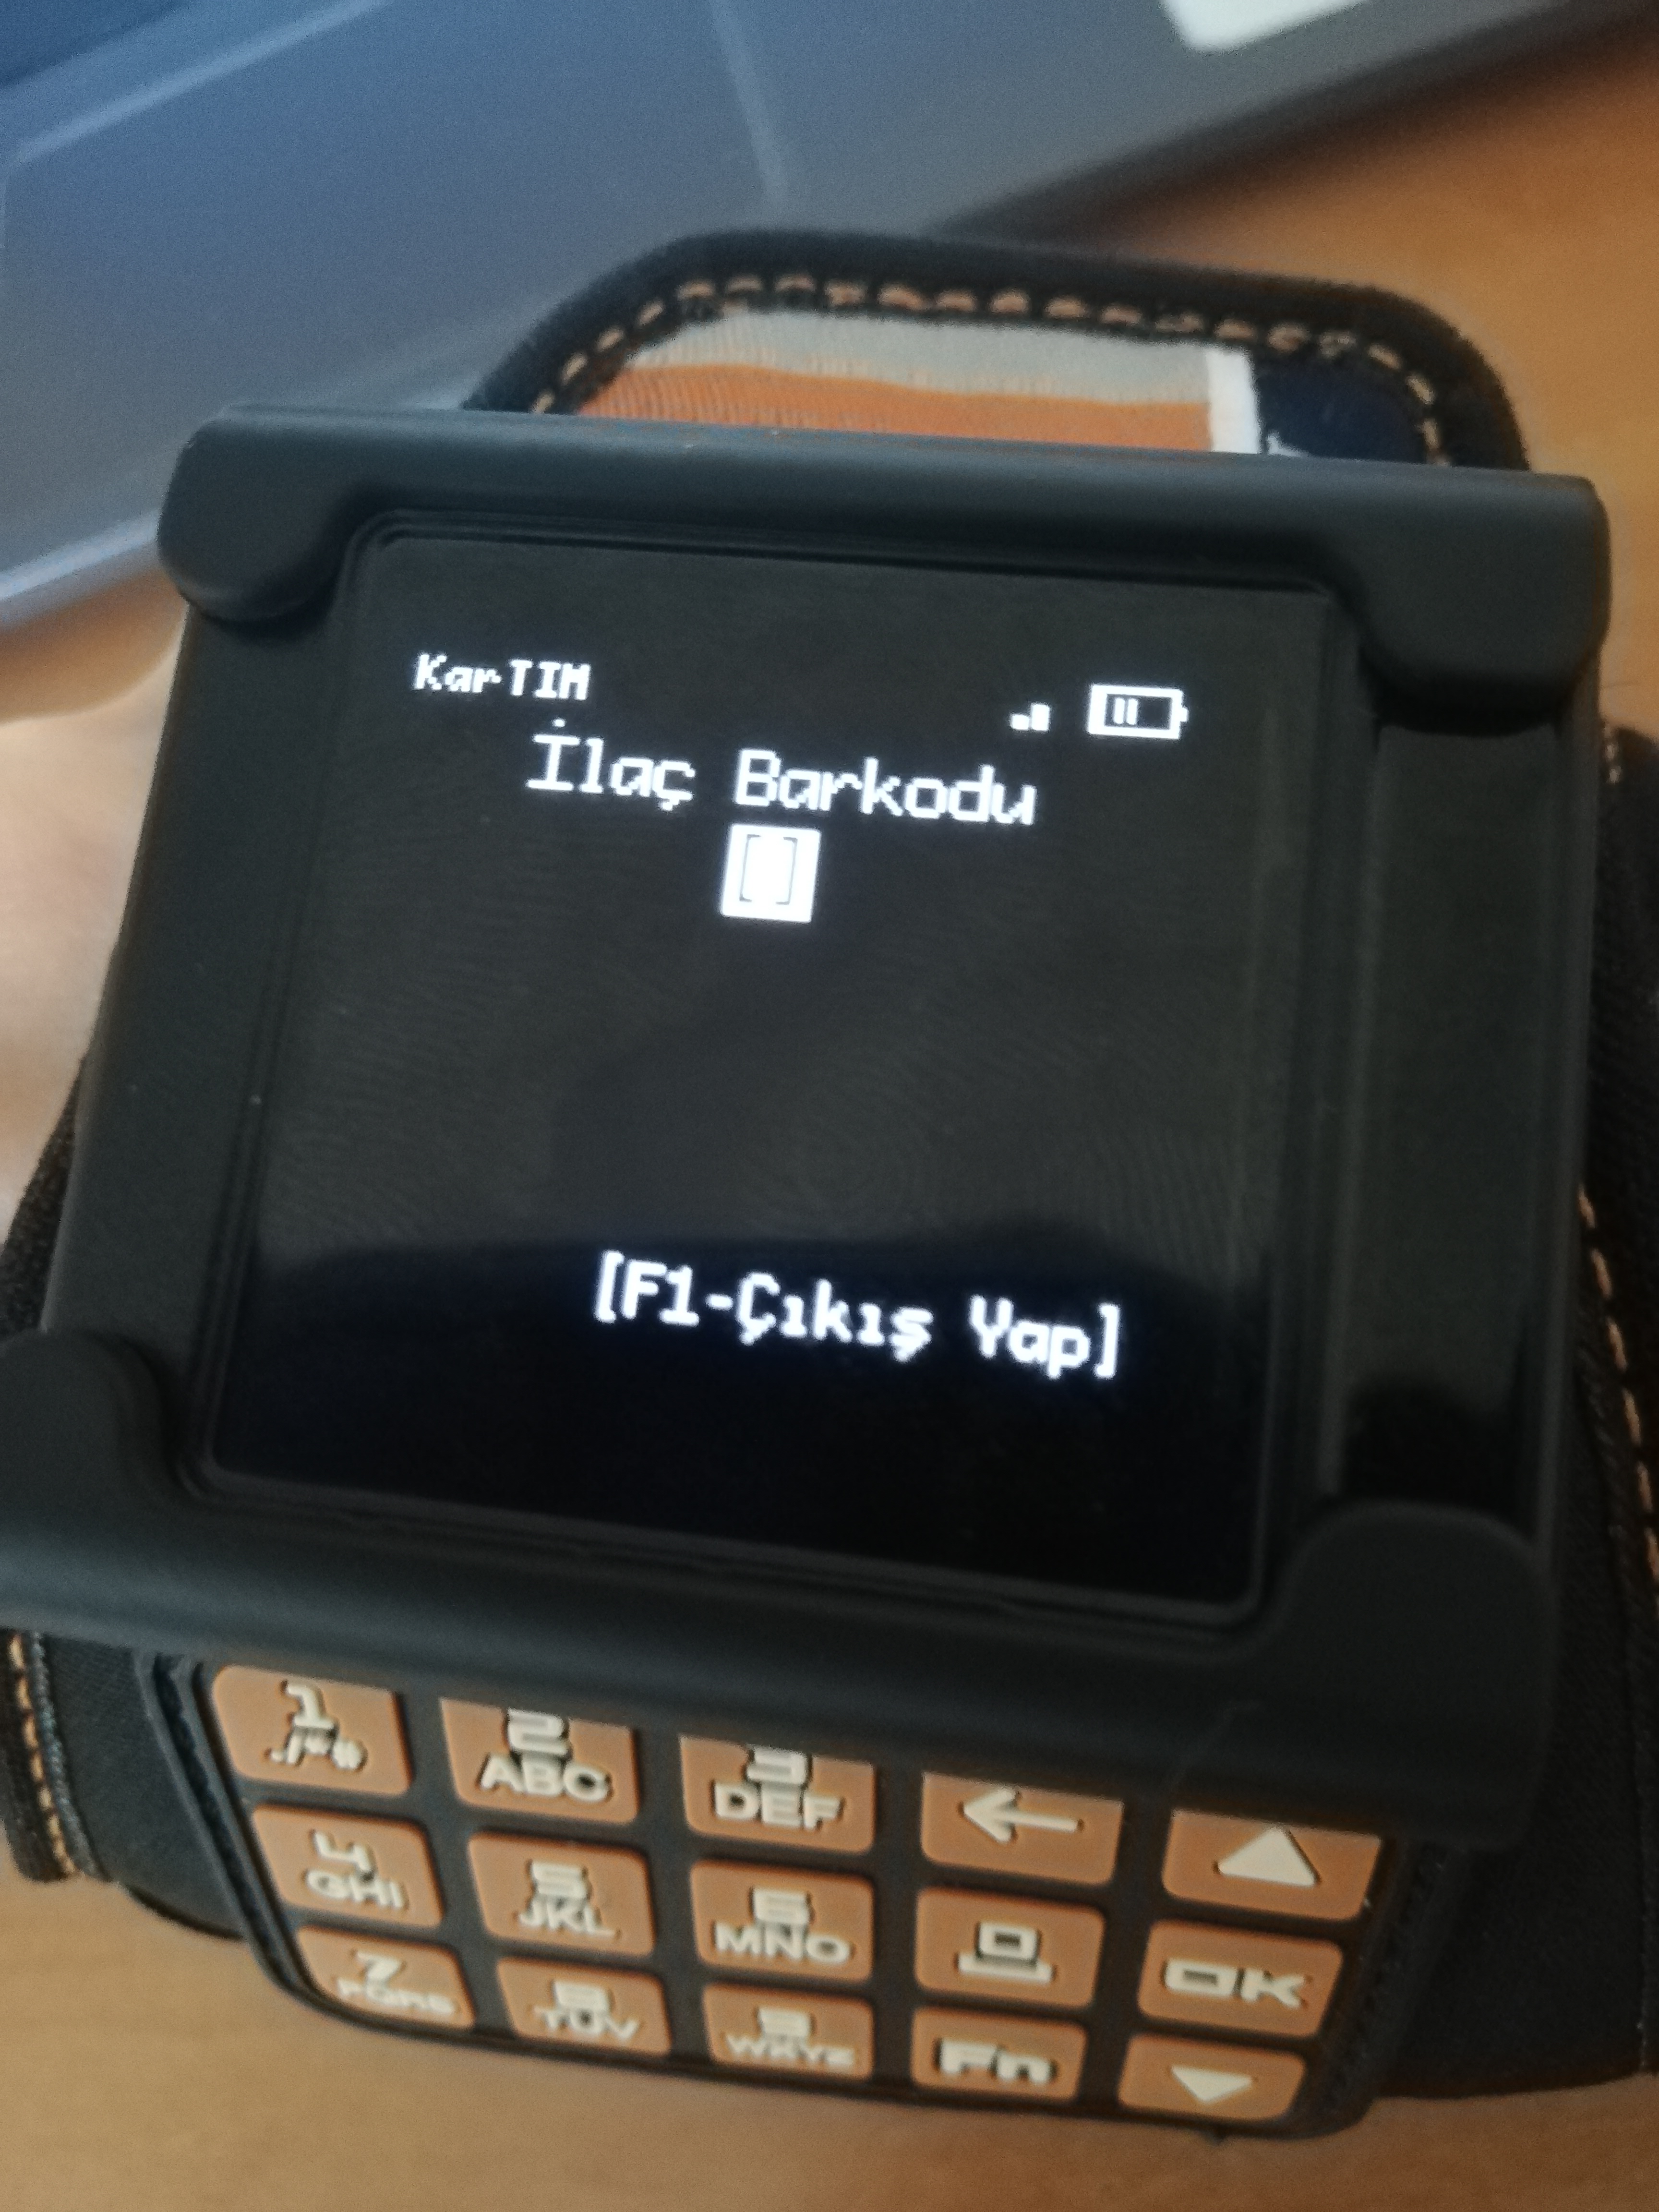 KarTIM
İlaç Barkodu
[]
[F1-Çıkış Yap]
1 2 3
ABC DEF
4 5 6
GHI JKL MNO OK
7 8 9
PQRS TUV WXYZ Fn